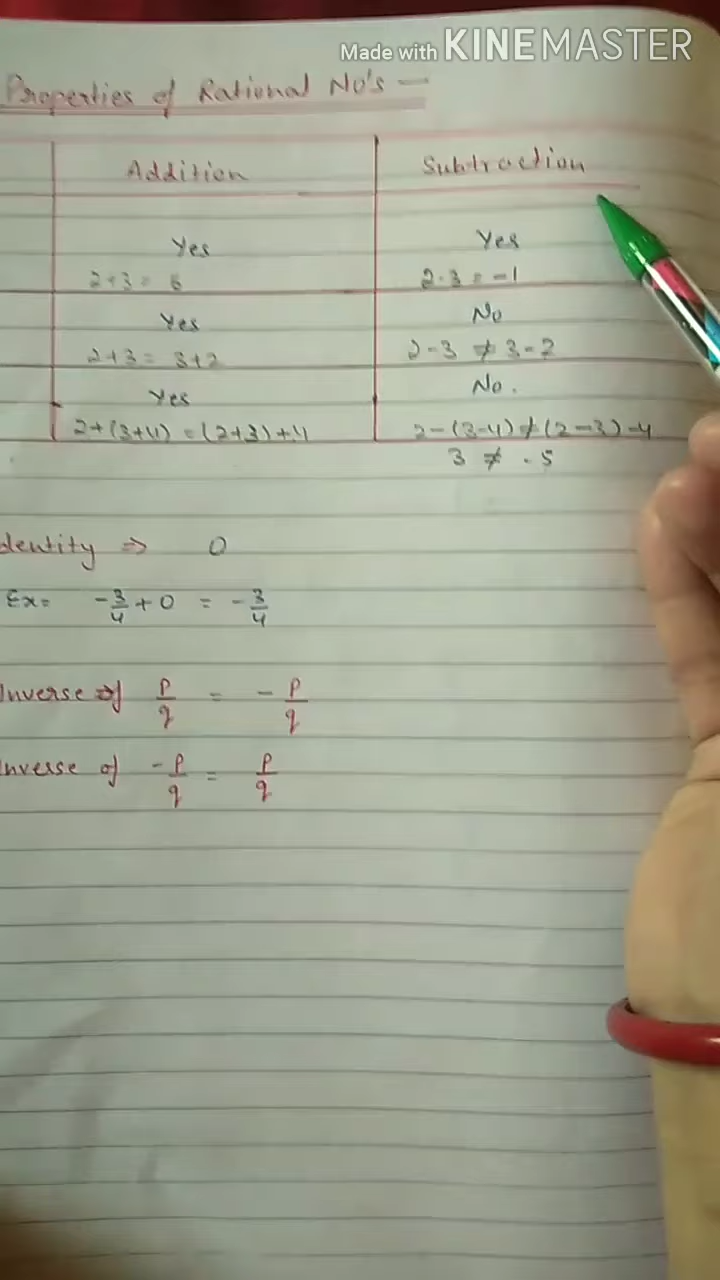 Made with KINEMASTER
Properties of Rational No's —
Addition Subtraction
Yes Yes
2+3 = 5 2-3 = -1
Yes No
2+3 = 3+2 2-3 ≠ 3-2
Yes No.
2+(3+4) = (2+3)+4 2-(3-4) ≠ (2-3)-4
3 ≠ -5
dentity ⇒ 0
Ex= -3/4 + 0 = -3/4
Inverse of p/q = -p/q
nverse of -p/q = p/q